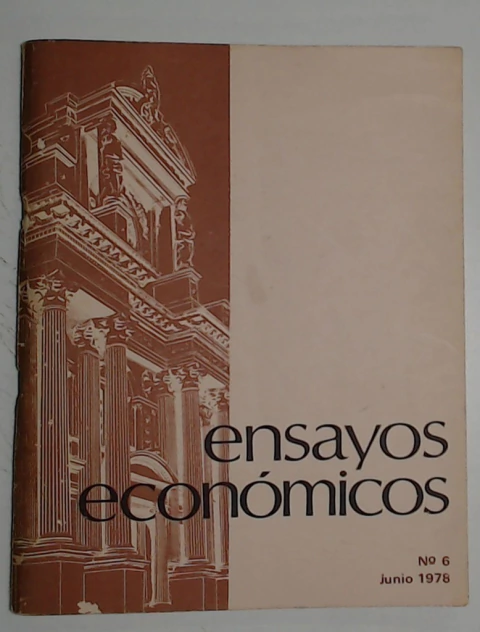 ensayos
económicos
Nº 6
junio 1978